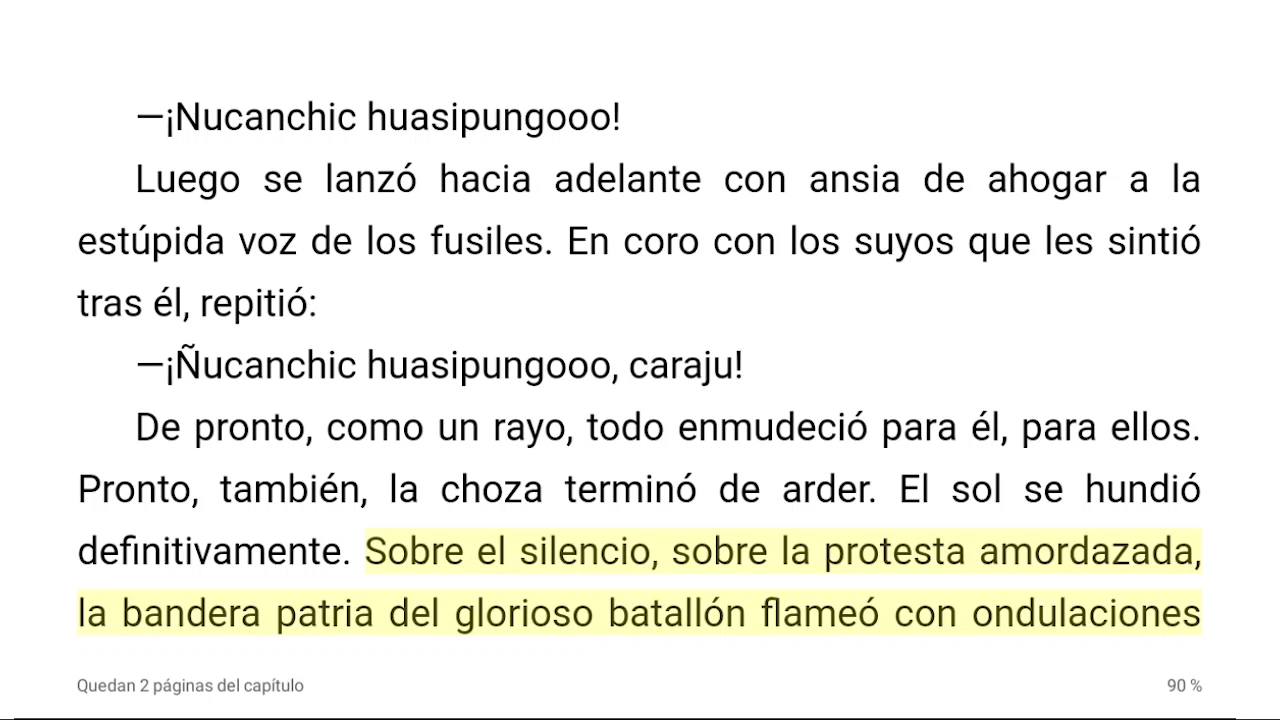 —¡Nucanchic huasipungooo!
Luego se lanzó hacia adelante con ansia de ahogar a la
estúpida voz de los fusiles. En coro con los suyos que les sintió
tras él, repitió:
—¡Ñucanchic huasipungooo, caraju!
De pronto, como un rayo, todo enmudeció para él, para ellos.
Pronto, también, la choza terminó de arder. El sol se hundió
definitivamente. Sobre el silencio, sobre la protesta amordazada,
la bandera patria del glorioso batallón flameó con ondulaciones
Quedan 2 páginas del capítulo
90 %